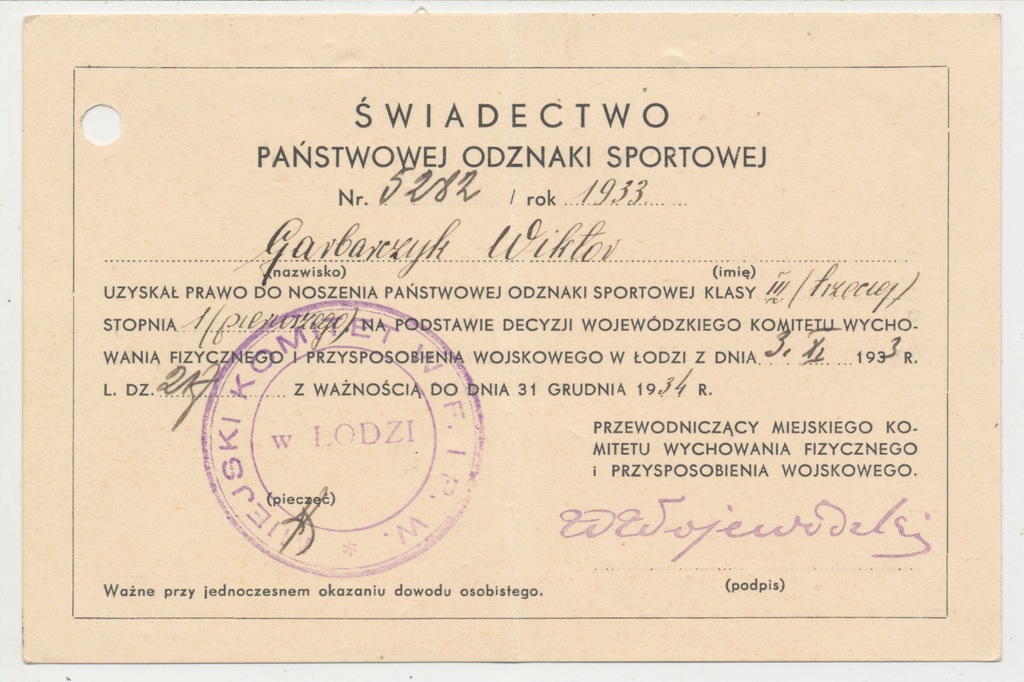 ŚWIADECTWO
PAŃSTWOWEJ ODZNAKI SPORTOWEJ
Nr. 5282 / rok 1933
Garbarczyk Wiktor
(nazwisko) (imię)
UZYSKAŁ PRAWO DO NOSZENIA PAŃSTWOWEJ ODZNAKI SPORTOWEJ KLASY III (trzeciej)
STOPNIA 1 (pierwszego) NA PODSTAWIE DECYZJI WOJEWÓDZKIEGO KOMITETU WYCHO-
WANIA FIZYCZNEGO I PRZYSPOSOBIENIA WOJSKOWEGO W ŁODZI Z DNIA 3. XI. 1933 R.
L. DZ. Z WAŻNOŚCIĄ DO DNIA 31 GRUDNIA 1934 R.
PRZEWODNICZĄCY MIEJSKIEGO KO-
MITETU WYCHOWANIA FIZYCZNEGO
i PRZYSPOSOBIENIA WOJSKOWEGO.
MIEJSKI KOMITET W. F. I P. W. *
w ŁODZI
(pieczęć)
WWojewódzki
(podpis)
Ważne przy jednoczesnem okazaniu dowodu osobistego.